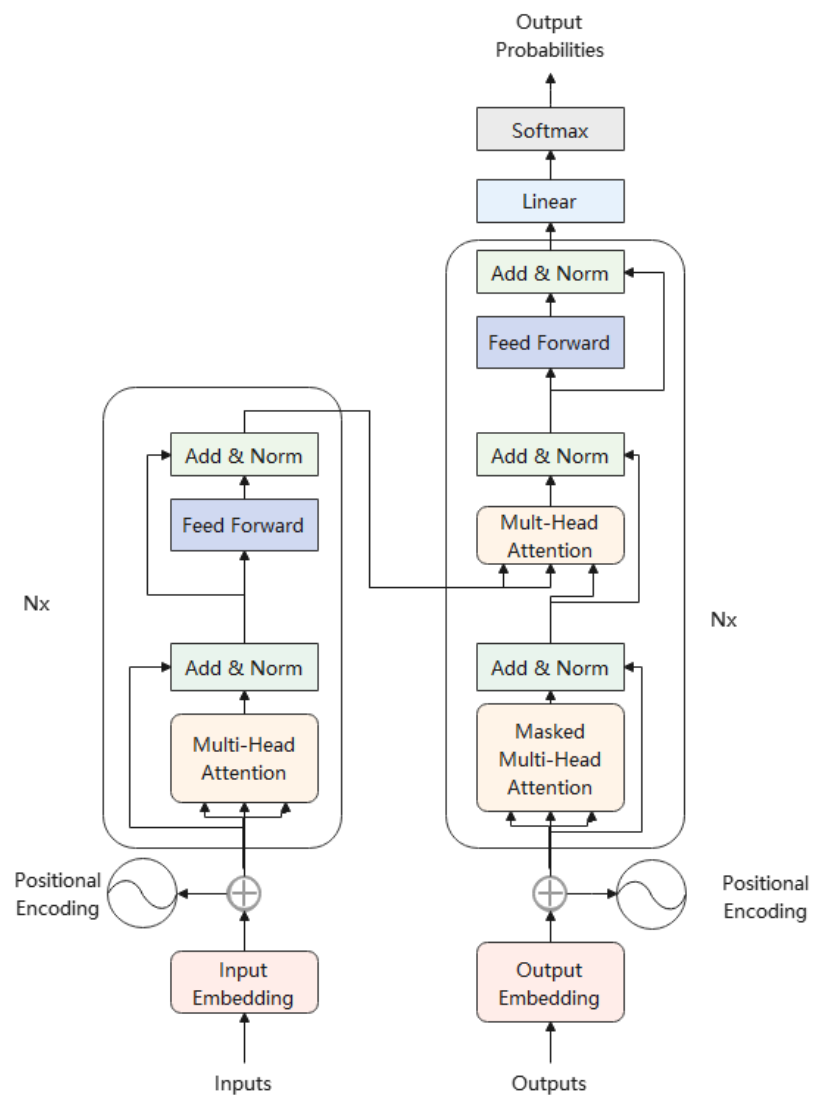 Output
Probabilities
Softmax
Linear
Add & Norm
Feed Forward
Add & Norm
Mult-Head
Attention
Add & Norm
Masked
Multi-Head
Attention
Nx
Add & Norm
Feed Forward
Add & Norm
Multi-Head
Attention
Nx
Positional
Encoding
Positional
Encoding
Input
Embedding
Output
Embedding
Inputs
Outputs